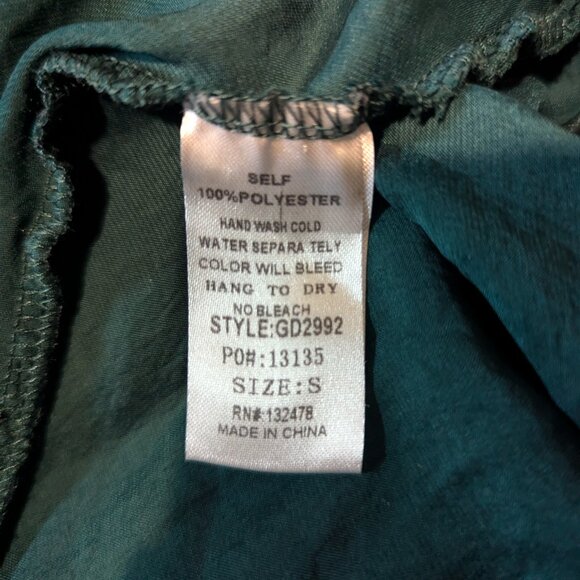 SELF
100%POLYESTER
HAND WASH COLD
WATER SEPARA TELY
COLOR WILL BLEED
HANG TO DRY
NO BLEACH
STYLE:GD2992
PO#:13135
SIZE:S
RN#:132478
MADE IN CHINA